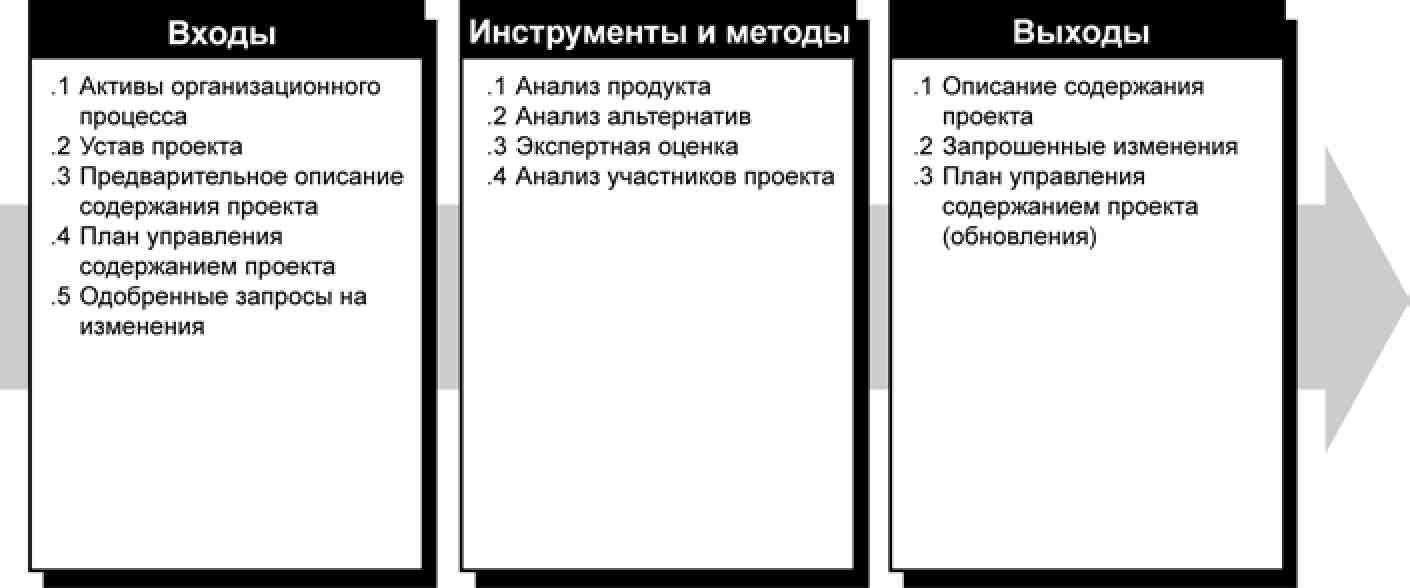 Входы
.1 Активы организационного
процесса
.2 Устав проекта
.3 Предварительное описание
содержания проекта
.4 План управления
содержанием проекта
.5 Одобренные запросы на
изменения
Инструменты и методы
.1 Анализ продукта
.2 Анализ альтернатив
.3 Экспертная оценка
.4 Анализ участников проекта
Выходы
.1 Описание содержания
проекта
.2 Запрошенные изменения
.3 План управления
содержанием проекта
(обновления)